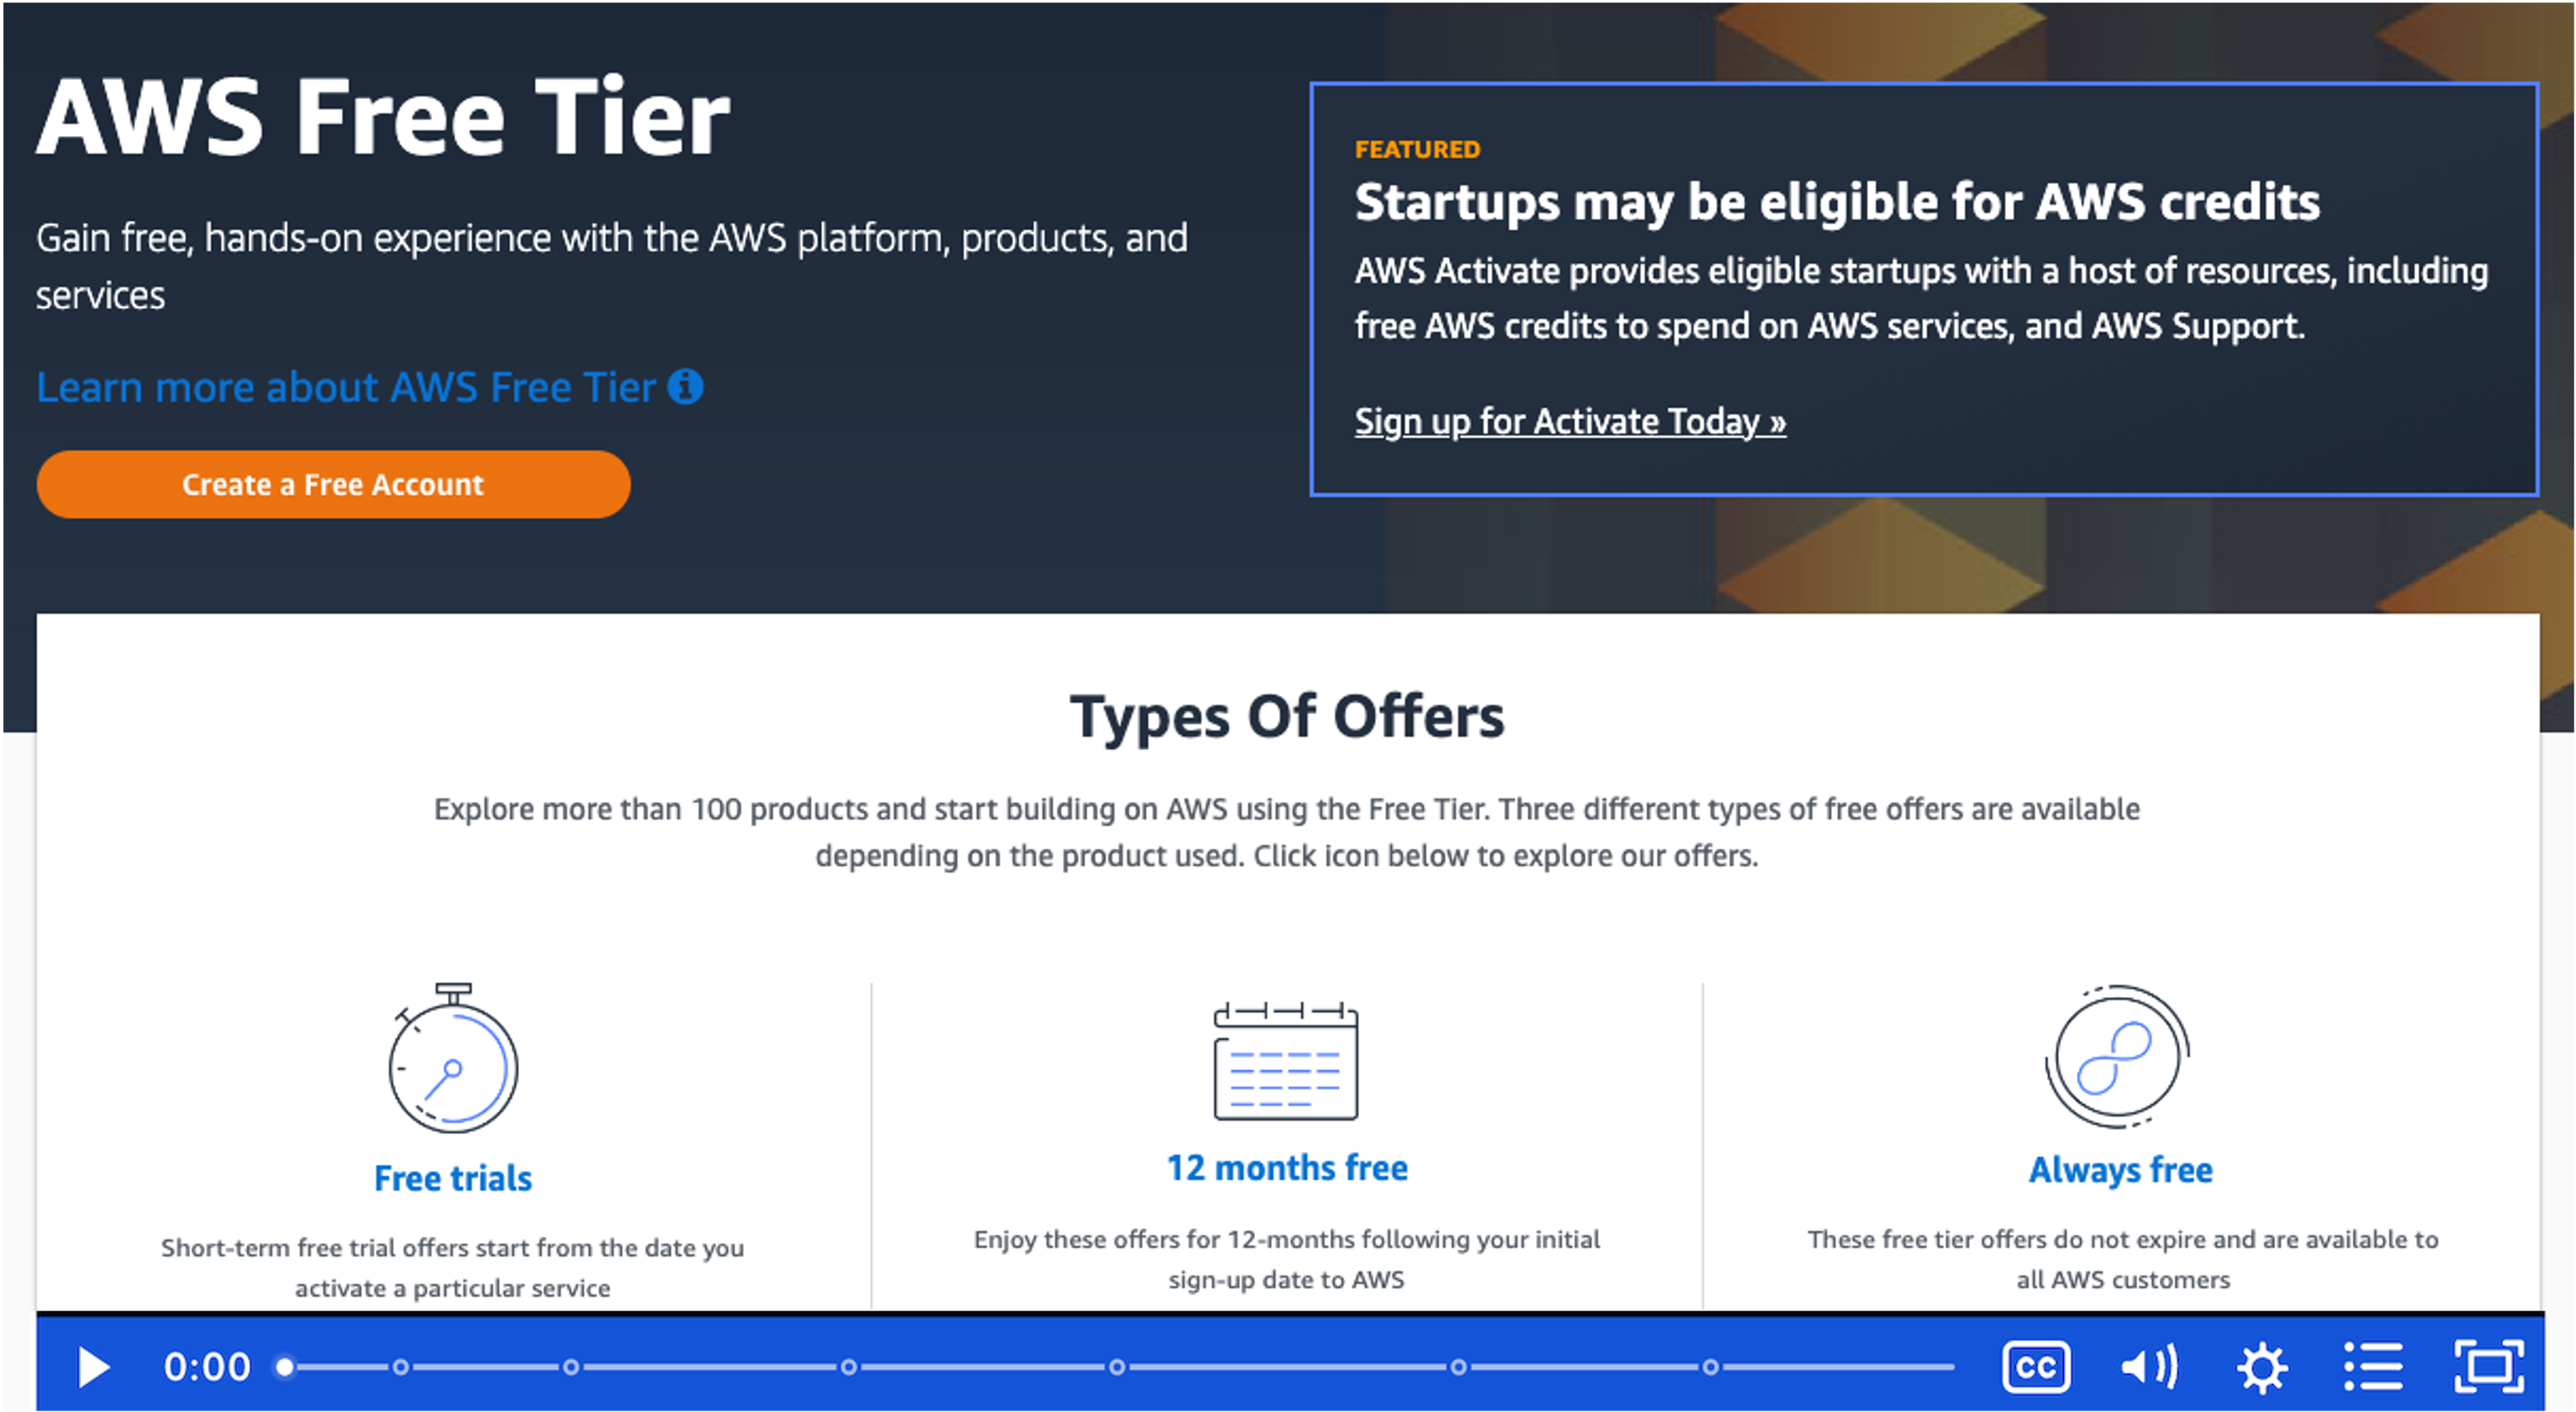 AWS Free Tier
Gain free, hands-on experience with the AWS platform, products, and
services
Learn more about AWS Free Tier
Create a Free Account
FEATURED
Startups may be eligible for AWS credits
AWS Activate provides eligible startups with a host of resources, including
free AWS credits to spend on AWS services, and AWS Support.
Sign up for Activate Today »
Types Of Offers
Explore more than 100 products and start building on AWS using the Free Tier. Three different types of free offers are available
depending on the product used. Click icon below to explore our offers.
Free trials
Short-term free trial offers start from the date you
activate a particular service
12 months free
Enjoy these offers for 12-months following your initial
sign-up date to AWS
Always free
These free tier offers do not expire and are available to
all AWS customers
0:00
CC